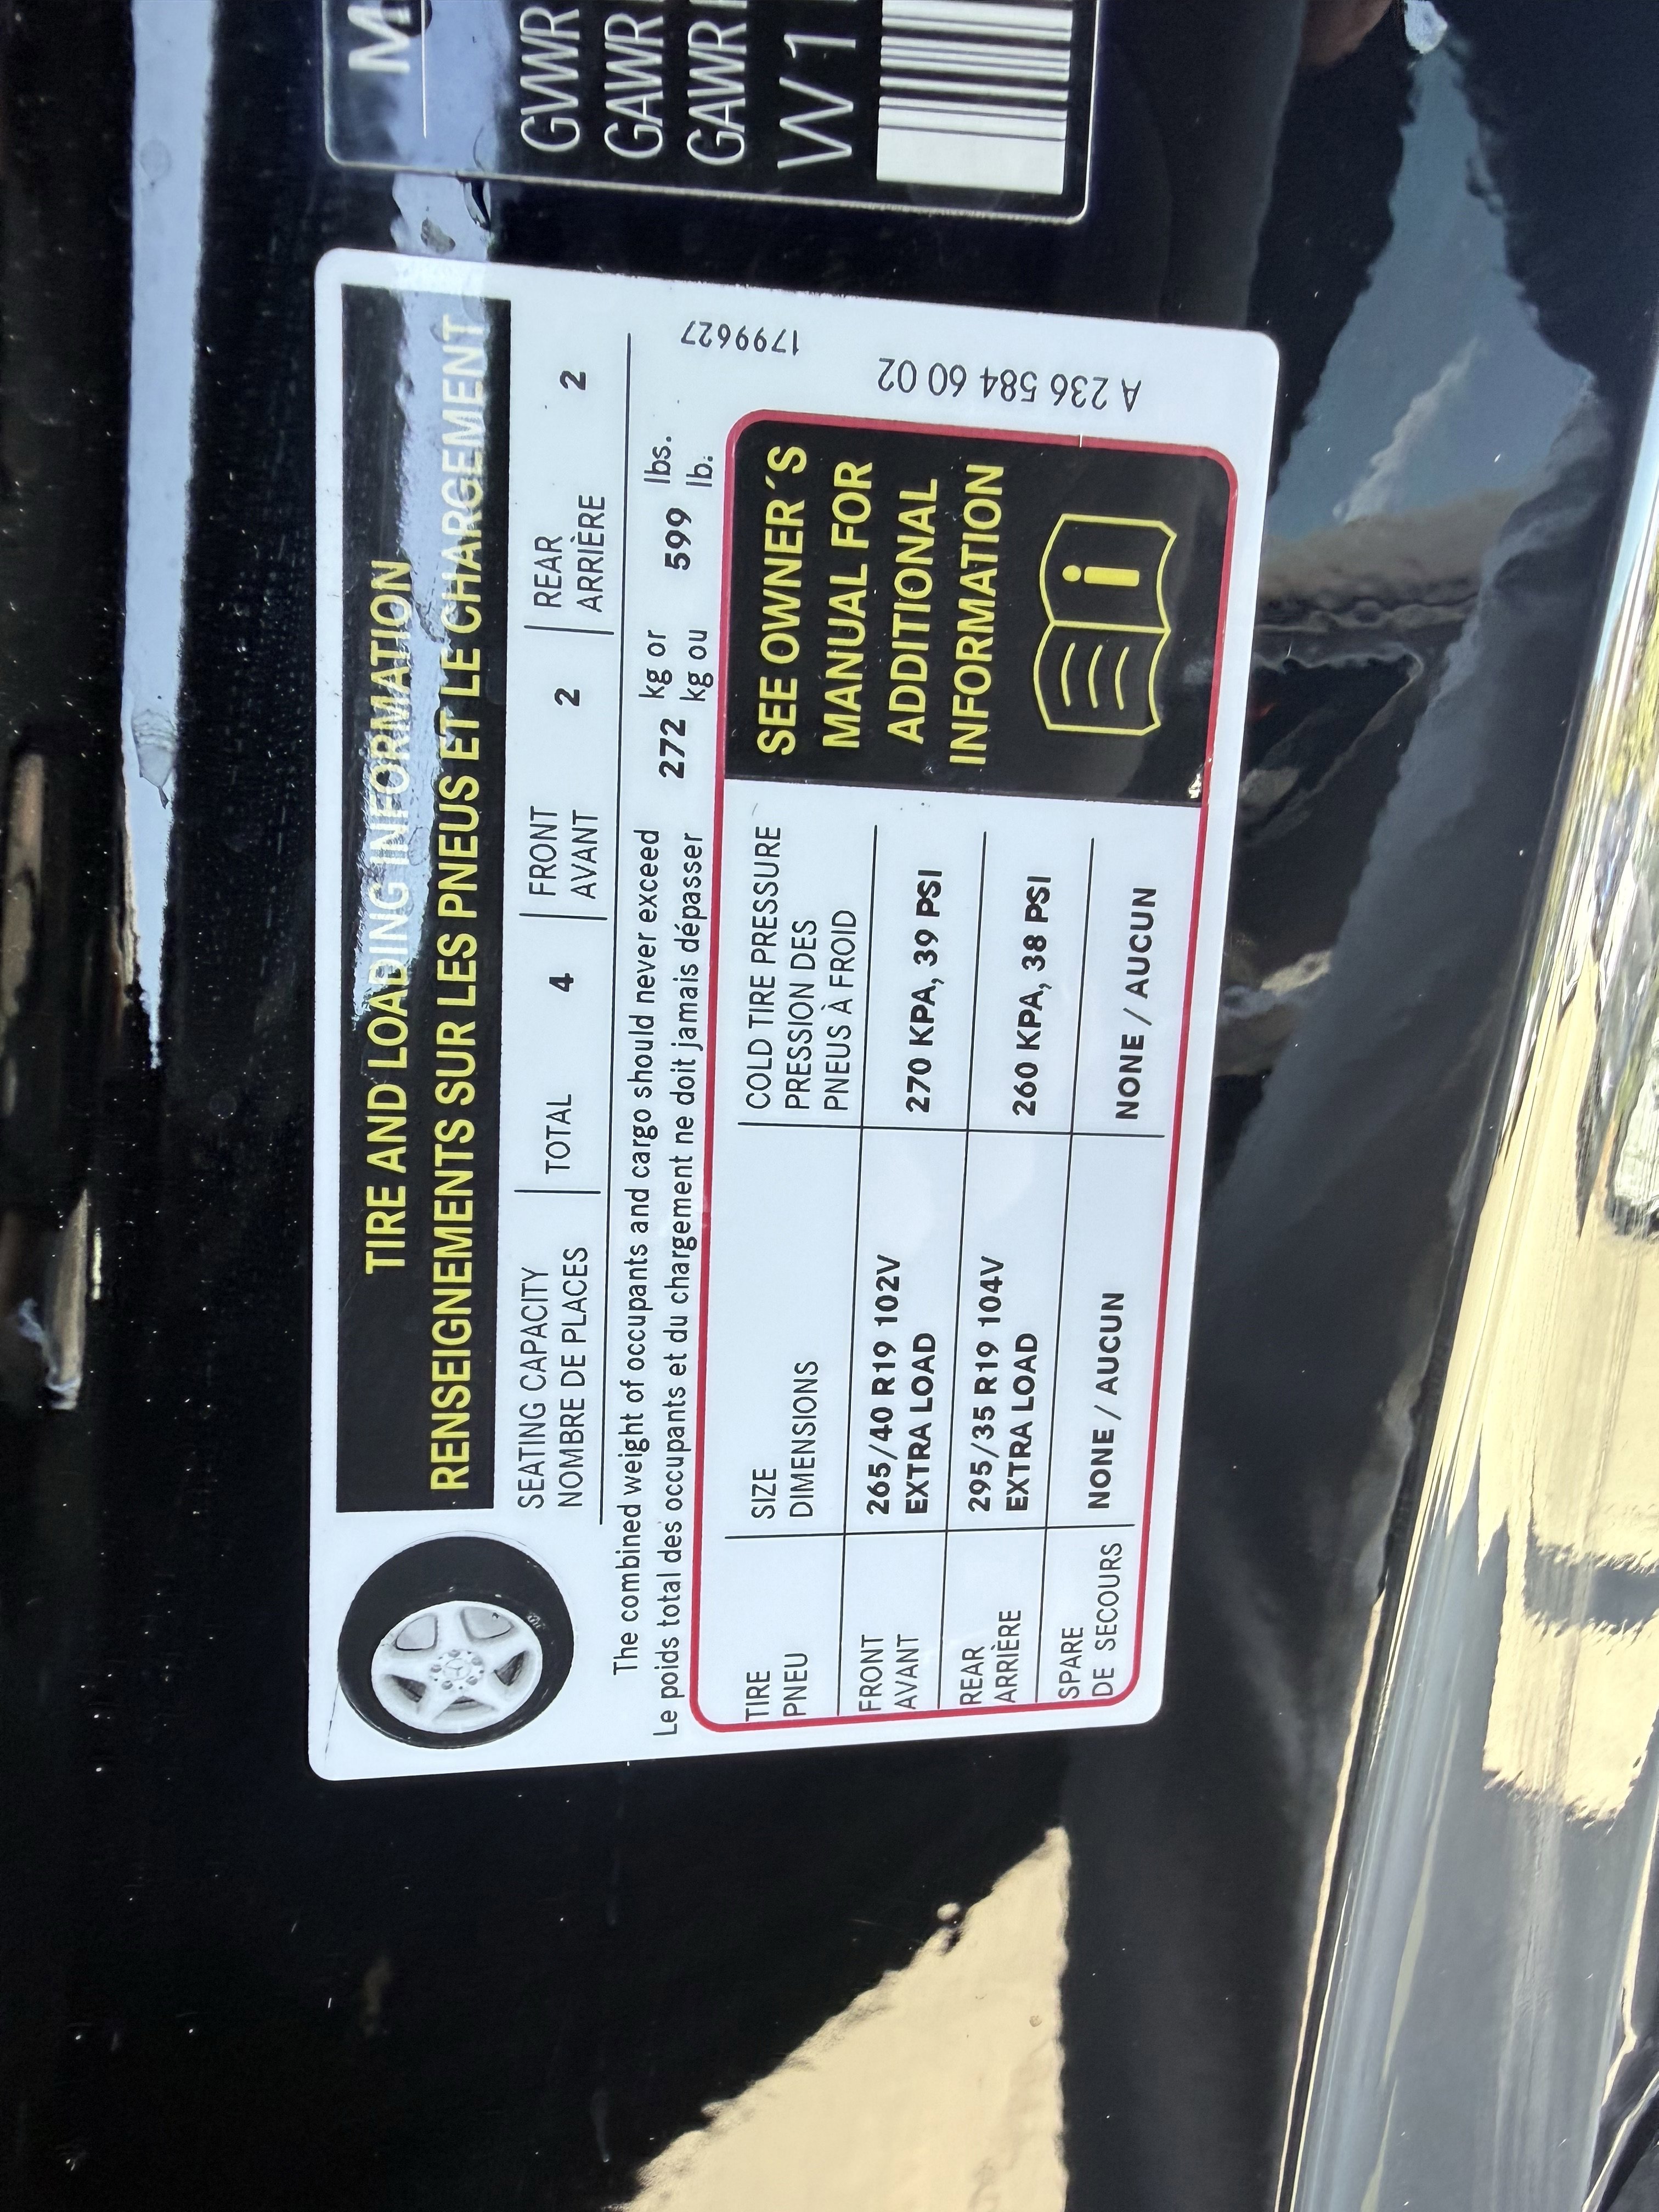 TIRE AND LOADING INFORMATION
RENSEIGNEMENTS SUR LES PNEUS ET LE CHARGEMENT
SEATING CAPACITY TOTAL 4 FRONT 2 REAR 2
NOMBRE DE PLACES AVANT ARRIÈRE
The combined weight of occupants and cargo should never exceed 272 kg or 599 lbs.
Le poids total des occupants et du chargement ne doit jamais dépasser kg ou lb.
TIRE SIZE COLD TIRE PRESSURE
PNEU DIMENSIONS PRESSION DES
PNEUS À FROID
FRONT 265/40 R19 102V 270 KPA, 39 PSI
AVANT EXTRA LOAD
REAR 295/35 R19 104V 260 KPA, 38 PSI
ARRIÈRE EXTRA LOAD
SPARE NONE / AUCUN NONE / AUCUN
DE SECOURS
SEE OWNER´S
MANUAL FOR
ADDITIONAL
INFORMATION
i
1799627
A 236 584 60 02
GVWR
GAWR
GAWR
W1